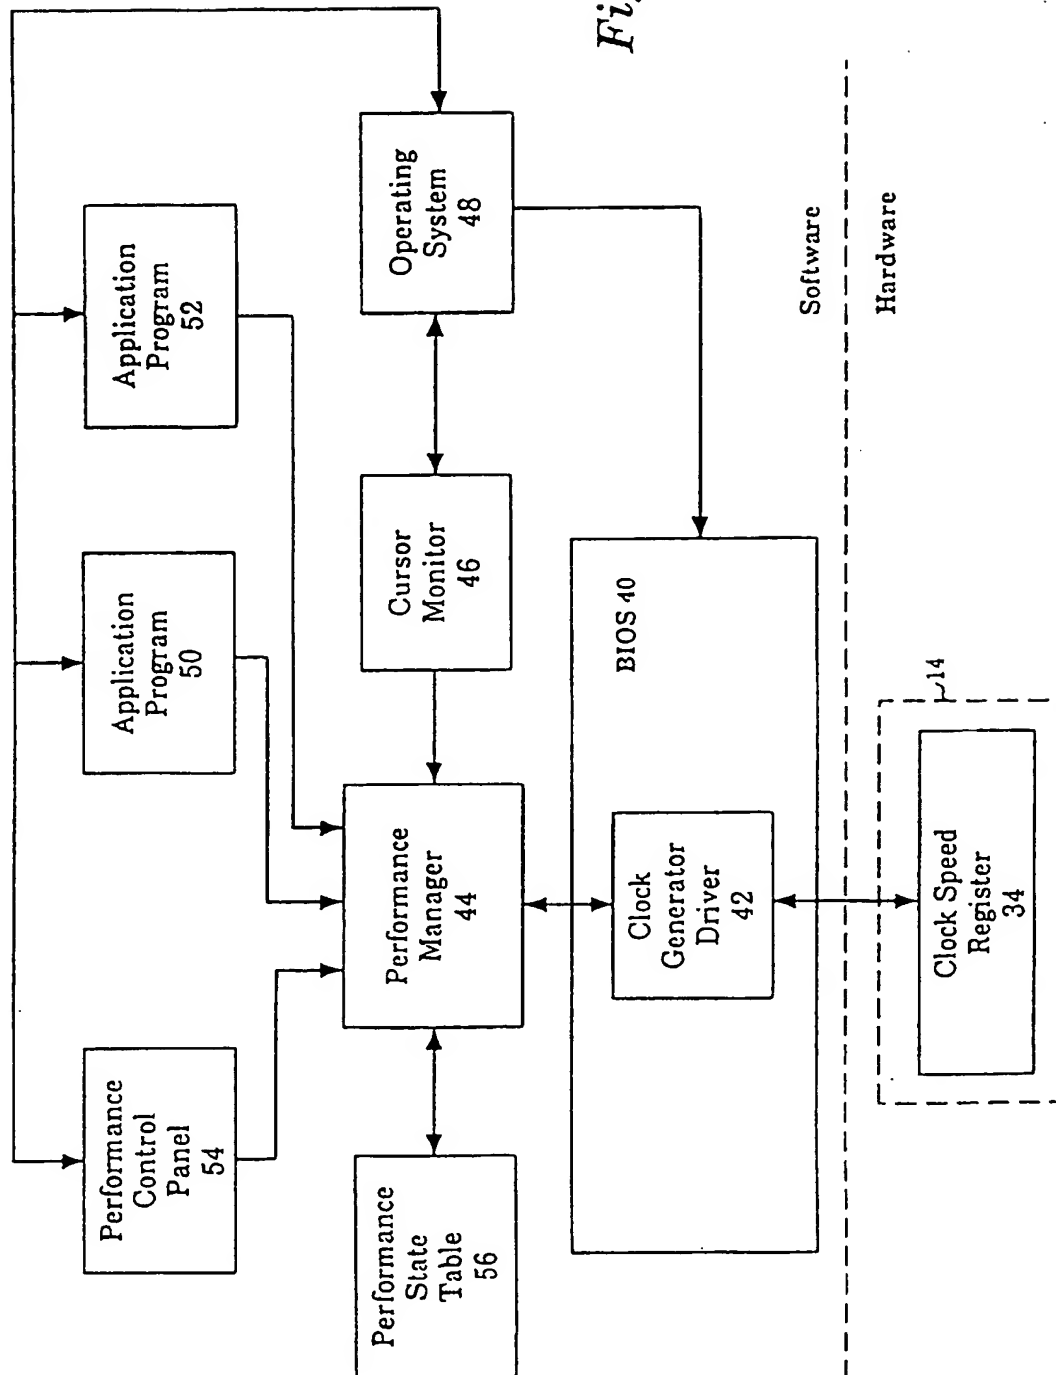 Fi
Performance
Control
Panel
54
Application
Program
50
Application
Program
52
Performance
State
Table
56
Performance
Manager
44
Cursor
Monitor
46
Operating
System
48
BIOS 40
Clock
Generator
Driver
42
Software
Hardware
14
Clock Speed
Register
34